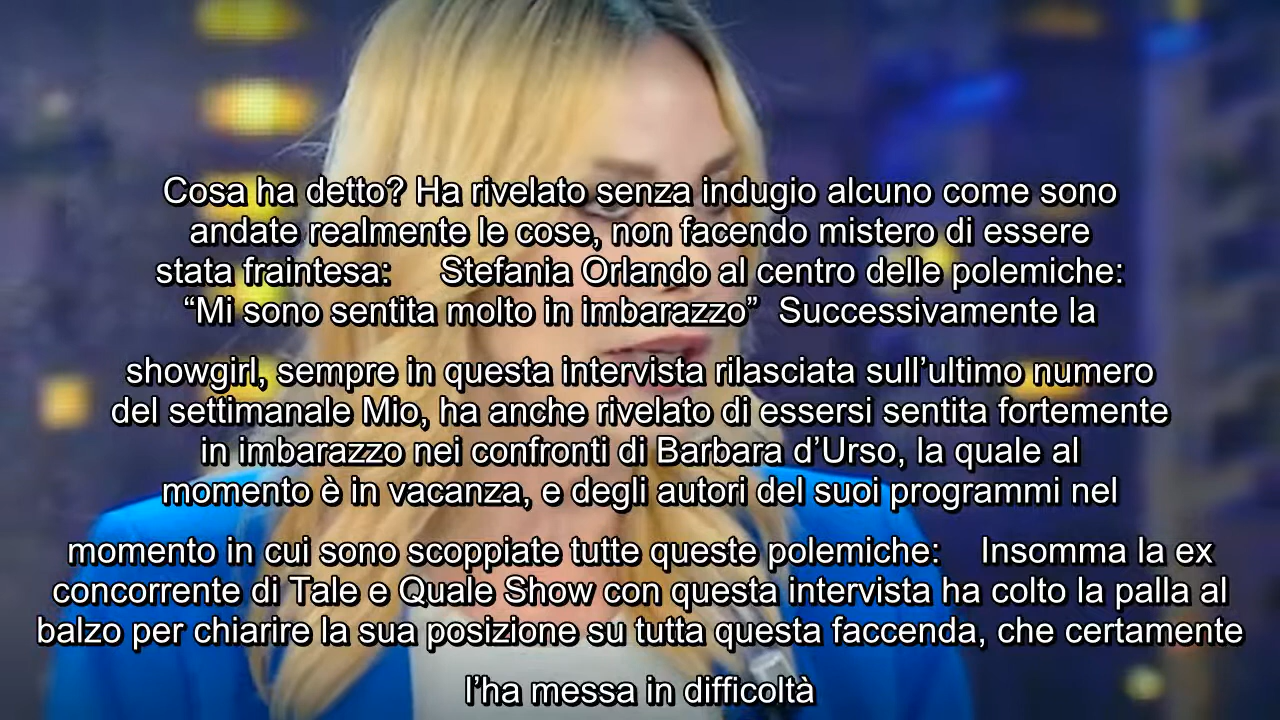 Cosa ha detto? Ha rivelato senza indugio alcuno come sono
andate realmente le cose, non facendo mistero di essere
stata fraintesa: Stefania Orlando al centro delle polemiche:
“Mi sono sentita molto in imbarazzo” Successivamente la
showgirl, sempre in questa intervista rilasciata sull’ultimo numero
del settimanale Mio, ha anche rivelato di essersi sentita fortemente
in imbarazzo nei confronti di Barbara d’Urso, la quale al
momento è in vacanza, e degli autori del suoi programmi nel
momento in cui sono scoppiate tutte queste polemiche: Insomma la ex
concorrente di Tale e Quale Show con questa intervista ha colto la palla al
balzo per chiarire la sua posizione su tutta questa faccenda, che certamente
l’ha messa in difficoltà